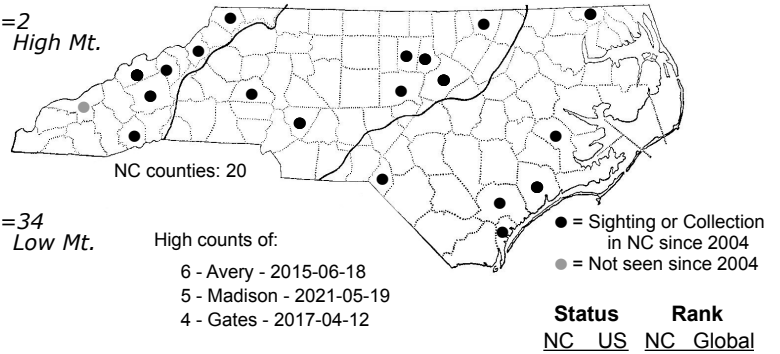 =2
High Mt.
NC counties: 20
=34
Low Mt.
High counts of:
6 - Avery - 2015-06-18
5 - Madison - 2021-05-19
4 - Gates - 2017-04-12
= Sighting or Collection
in NC since 2004
= Not seen since 2004
Status Rank
NC US NC Global